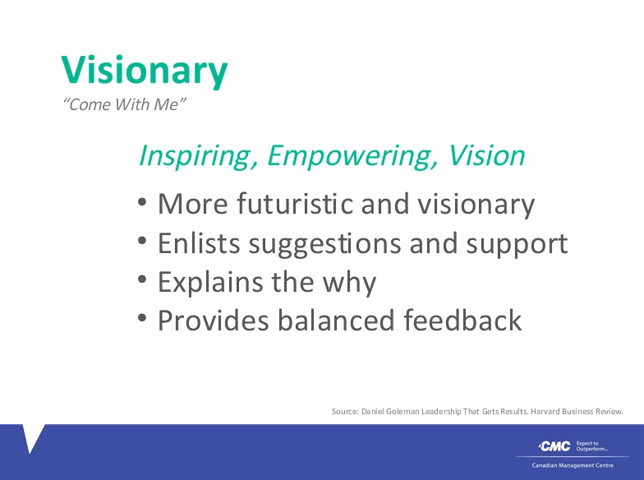 Visionary
“Come With Me”
Inspiring, Empowering, Vision
• More futuristic and visionary
• Enlists suggestions and support
• Explains the why
• Provides balanced feedback
Source: Daniel Goleman Leadership That Gets Results. Harvard Business Review.
CMC
Expect to
Outperform™
Canadian Management Centre